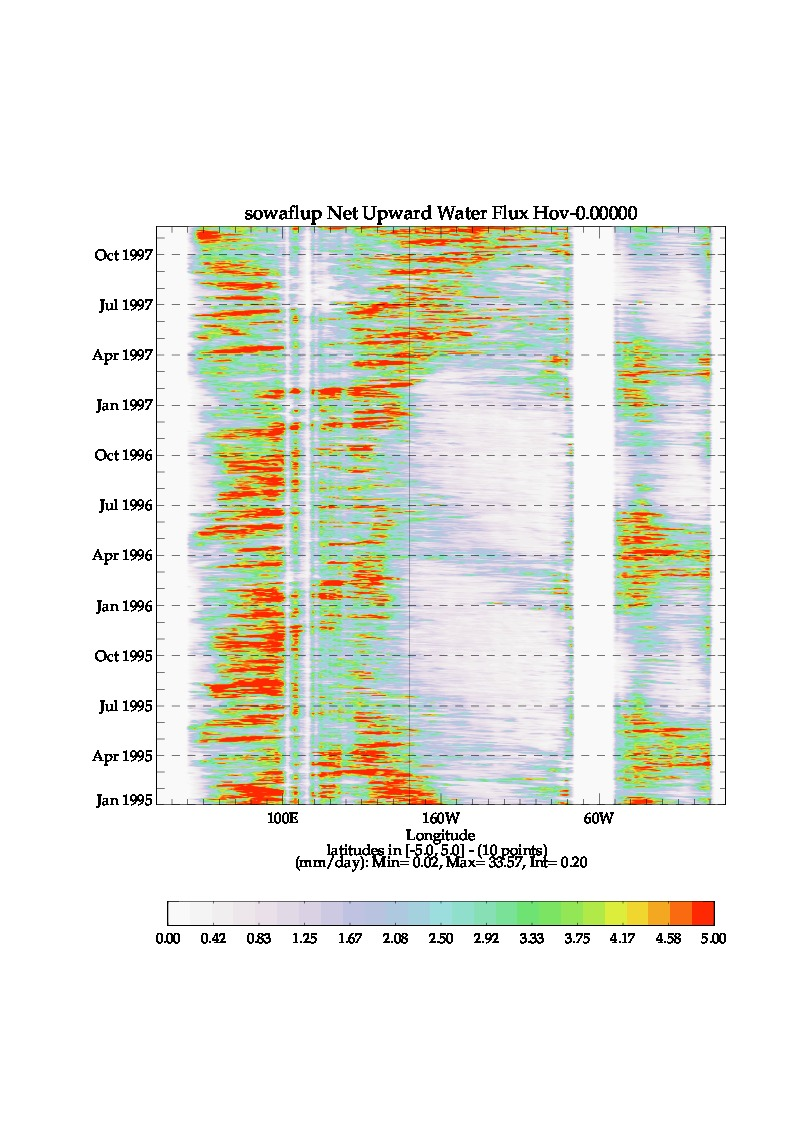 sowaflup Net Upward Water Flux Hov-0.00000
Oct 1997
Jul 1997
Apr 1997
Jan 1997
Oct 1996
Jul 1996
Apr 1996
Jan 1996
Oct 1995
Jul 1995
Apr 1995
Jan 1995
100E 160W 60W
Longitude
latitudes in [-5.0, 5.0] - (10 points)
(mm/day): Min= 0.02, Max= 33.57, Int= 0.20
0.00 0.42 0.83 1.25 1.67 2.08 2.50 2.92 3.33 3.75 4.17 4.58 5.00